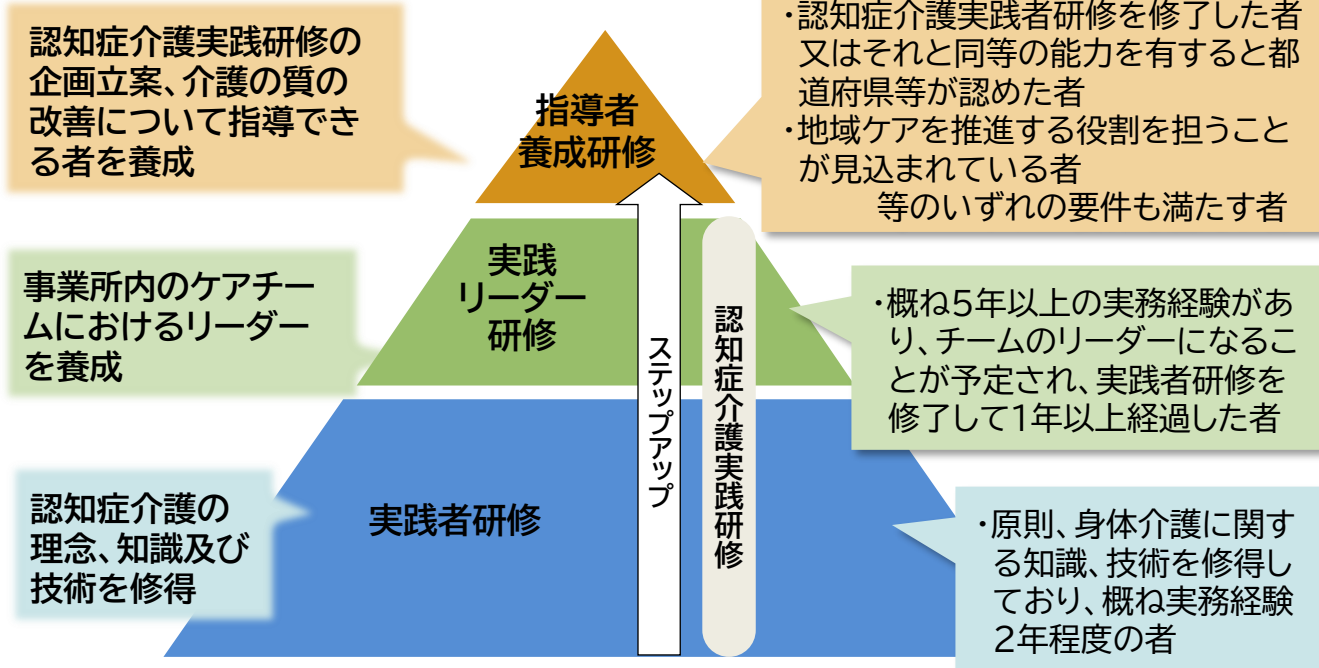 認知症介護実践研修の
企画立案、介護の質の
改善について指導でき
る者を養成
指導者
養成研修
・認知症介護実践者研修を修了した者
又はそれと同等の能力を有すると都
道府県等が認めた者
・地域ケアを推進する役割を担うこと
が見込まれている者
等のいずれの要件も満たす者
事業所内のケアチー
ムにおけるリーダー
を養成
実践
リーダー
研修
・概ね5年以上の実務経験があ
り、チームのリーダーになるこ
とが予定され、実践者研修を
修了して1年以上経過した者
認知症介護の
理念、知識及び
技術を修得
実践者研修
ステップアップ
認知症介護実践研修
・原則、身体介護に関す
る知識、技術を修得し
ており、概ね実務経験
2年程度の者